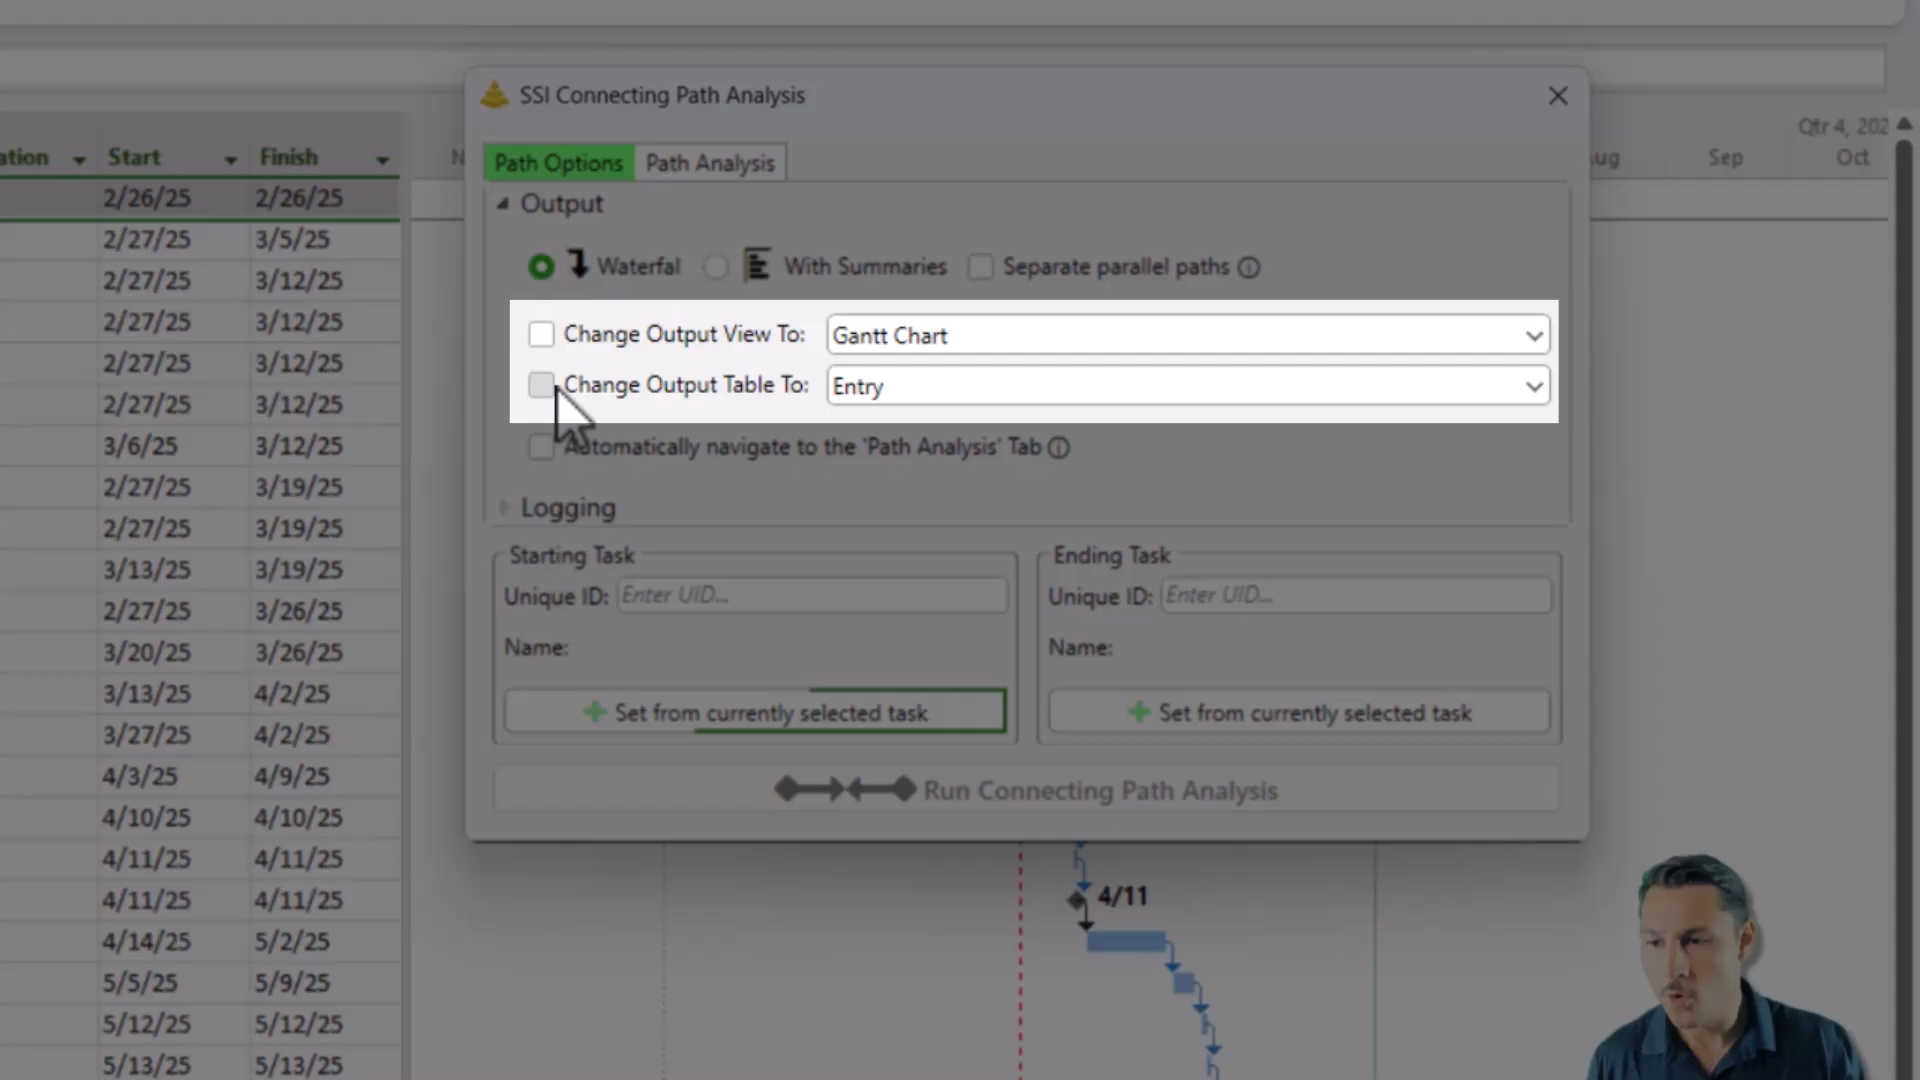 SSI Connecting Path Analysis
Qtr 4, 202
ation Start Finish
Sep Oct
Path Options Path Analysis
2/26/25 2/26/25
Output
2/27/25 3/5/25
Waterfal With Summaries Separate parallel paths
2/27/25 3/12/25
2/27/25 3/12/25
Change Output View To: Gantt Chart
2/27/25 3/12/25
Change Output Table To: Entry
2/27/25 3/12/25
3/6/25 3/12/25
Automatically navigate to the 'Path Analysis' Tab
2/27/25 3/19/25
Logging
2/27/25 3/19/25
Starting Task Ending Task
3/13/25 3/19/25
Unique ID: Enter UID... Unique ID: Enter UID...
2/27/25 3/26/25
Name: Name:
3/20/25 3/26/25
3/13/25 4/2/25
Set from currently selected task Set from currently selected task
3/27/25 4/2/25
4/3/25 4/9/25
Run Connecting Path Analysis
4/10/25 4/10/25
4/11/25 4/11/25
4/11/25 4/11/25
4/11
4/14/25 5/2/25
5/5/25 5/9/25
5/12/25 5/12/25
5/13/25 5/13/25